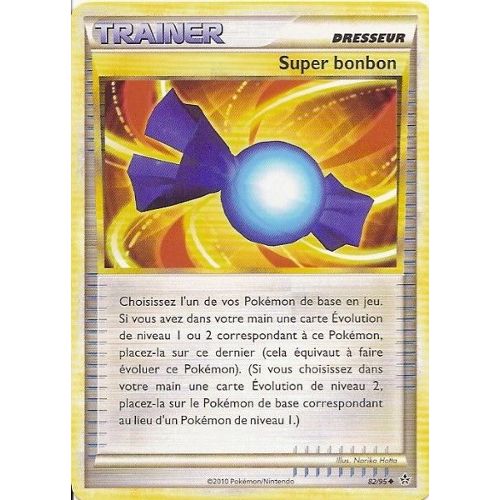 TRAINER
DRESSEUR
Super bonbon
Choisissez l'un de vos Pokémon de base en jeu.
Si vous avez dans votre main une carte Évolution
de niveau 1 ou 2 correspondant à ce Pokémon,
placez-la sur ce dernier (cela équivaut à faire
évoluer ce Pokémon). (Si vous choisissez dans
votre main une carte Évolution de niveau 2,
placez-la sur le Pokémon de base correspondant
au lieu d'un Pokémon de niveau 1.)
Illus. Noriko Hotta
©2010 Pokémon/Nintendo
82/95